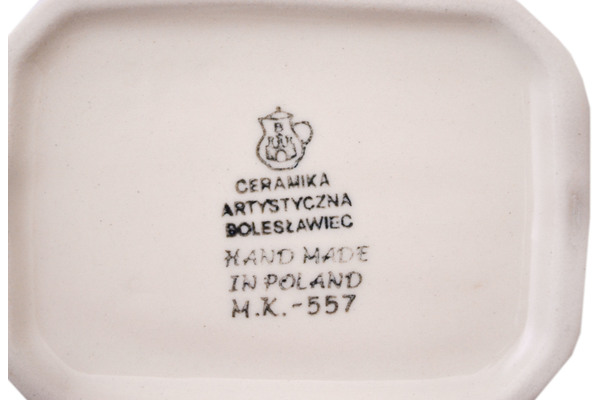 B
CERAMIKA
ARTYSTYCZNA
BOLESŁAWIEC
HAND MADE
IN POLAND
M.K.-557